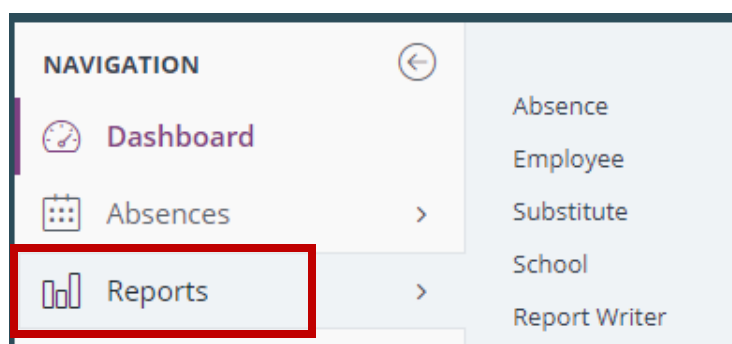 NAVIGATION
Dashboard
Absences
Reports
Absence
Employee
Substitute
School
Report Writer